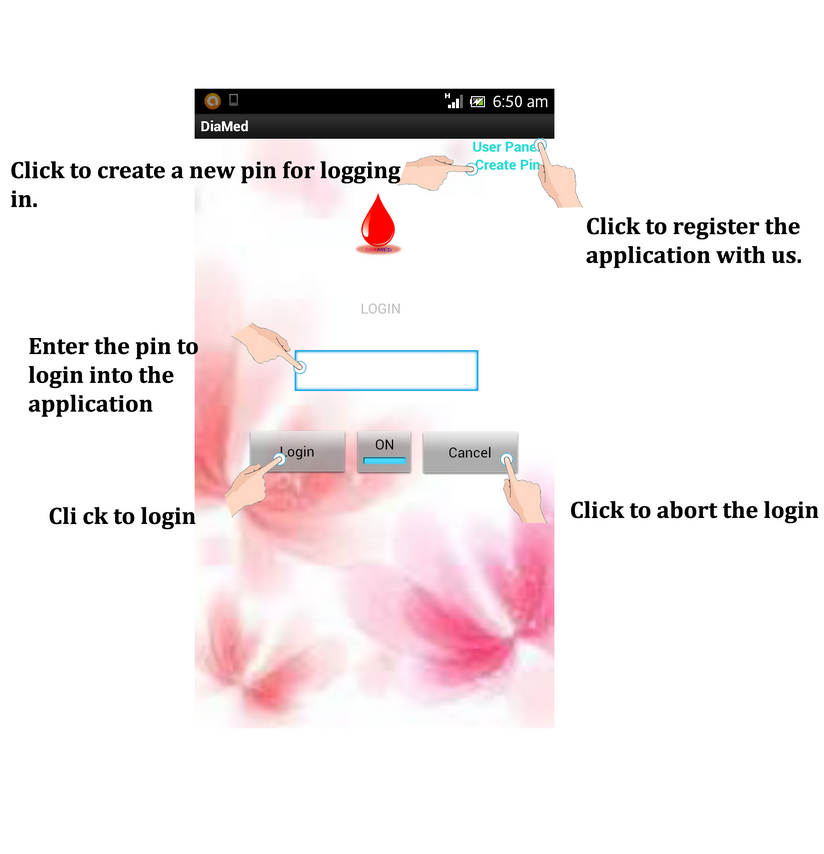 H
6:50 am
DiaMed
User Pane
Create Pin
Click to create a new pin for logging
in.
Click to register the
application with us.
LOGIN
Enter the pin to
login into the
application
Login
ON
Cancel
Cli ck to login
Click to abort the login